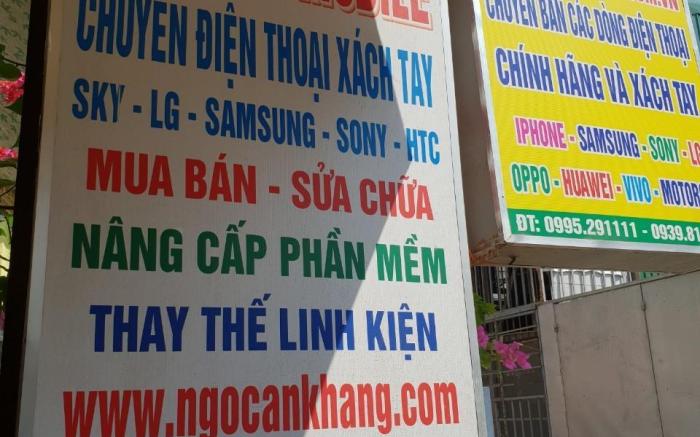 MOBILE
CHUYÊN ĐIỆN THOẠI XÁCH TAY
SKY - LG - SAMSUNG - SONY - HTC
MUA BÁN - SỬA CHỮA
NÂNG CẤP PHẦN MỀM
THAY THẾ LINH KIỆN
www.ngocankhang.com
CHUYÊN BÁN CÁC DÒNG ĐIỆN THOẠI
CHÍNH HÃNG VÀ XÁCH TAY
IPHONE - SAMSUNG - SONY - LG
OPPO - HUAWEI - VIVO - MOTOR
ĐT: 0995.291111 - 0939.81